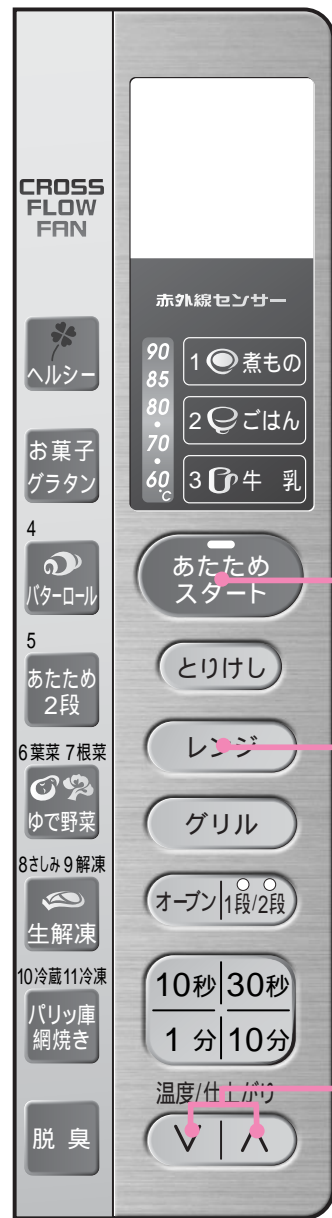 CROSS
FLOW
FAN
ヘルシー
お菓子
グラタン
4
バターロール
5
あたため
2段
6葉菜 7根菜
ゆで野菜
8さしみ 9解凍
生解凍
10冷蔵 11冷凍
パリッ庫
網焼き
脱 臭
赤外線センサー
90
85
80
・
70
・
60
℃
1 煮もの
2 ごはん
3 牛 乳
あたため
スタート
とりけし
レンジ
グリル
オーブン 1段/2段
10秒 30秒
1 分 10分
温度/仕上がり
∨ ∧